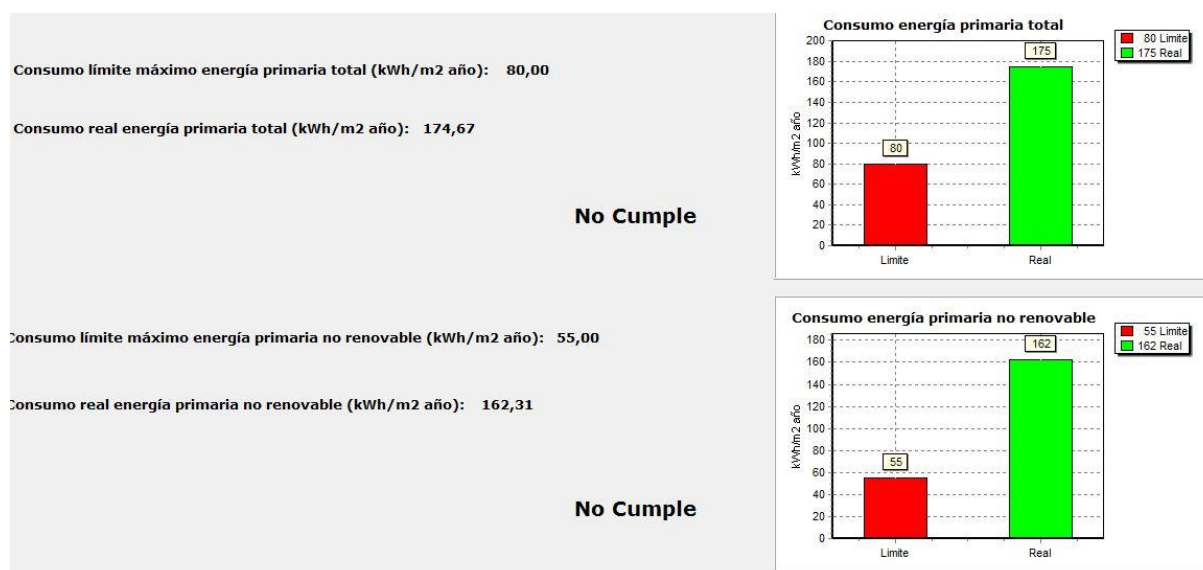 Consumo límite máximo energía primaria total (kWh/m2 año): 80,00
Consumo real energía primaria total (kWh/m2 año): 174,67
No Cumple
Consumo energía primaria total
200
180
160
140
120
100
80
60
40
20
0
kWh/m2 año
80
175
Limite
Real
80 Limite
175 Real
Consumo límite máximo energía primaria no renovable (kWh/m2 año): 55,00
Consumo real energía primaria no renovable (kWh/m2 año): 162,31
No Cumple
Consumo energía primaria no renovable
180
160
140
120
100
80
60
40
20
0
kWh/m2 año
55
162
Limite
Real
55 Limite
162 Real